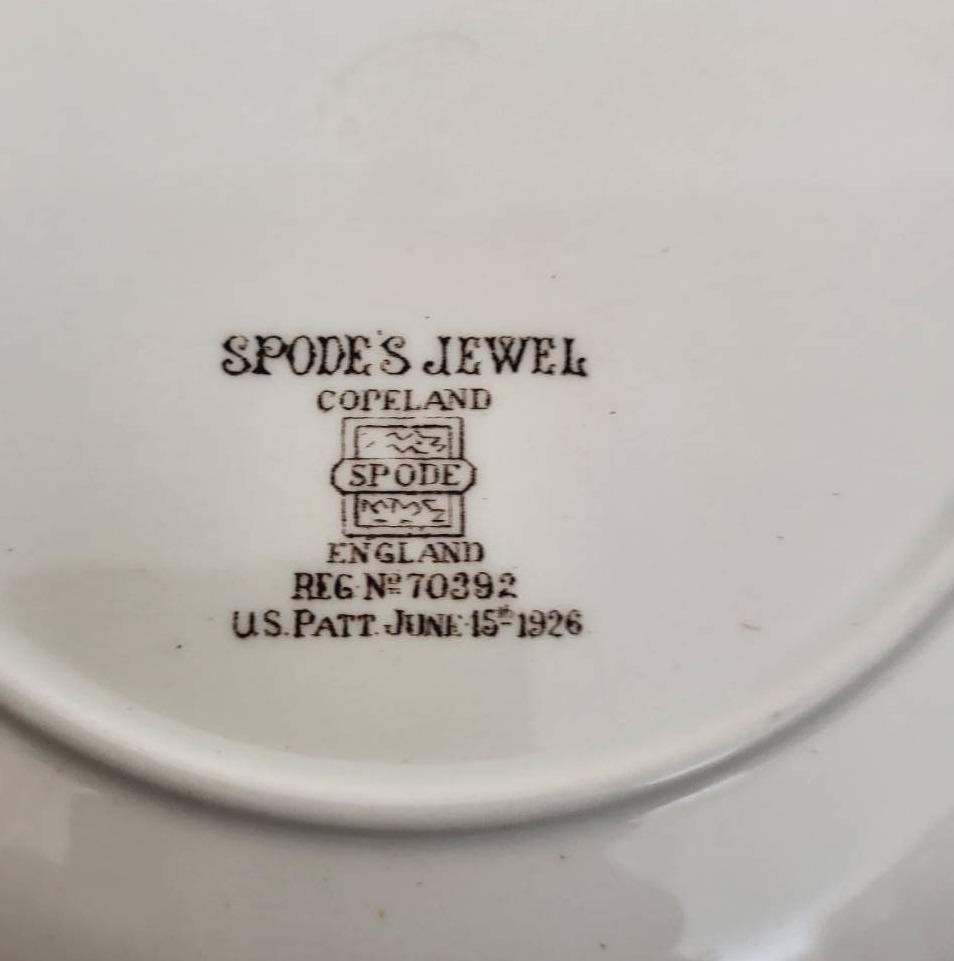 SPODE'S JEWEL
COPELAND
SPODE
ENGLAND
REG Nº 70392
U.S. PATT. JUNE 15th 1926